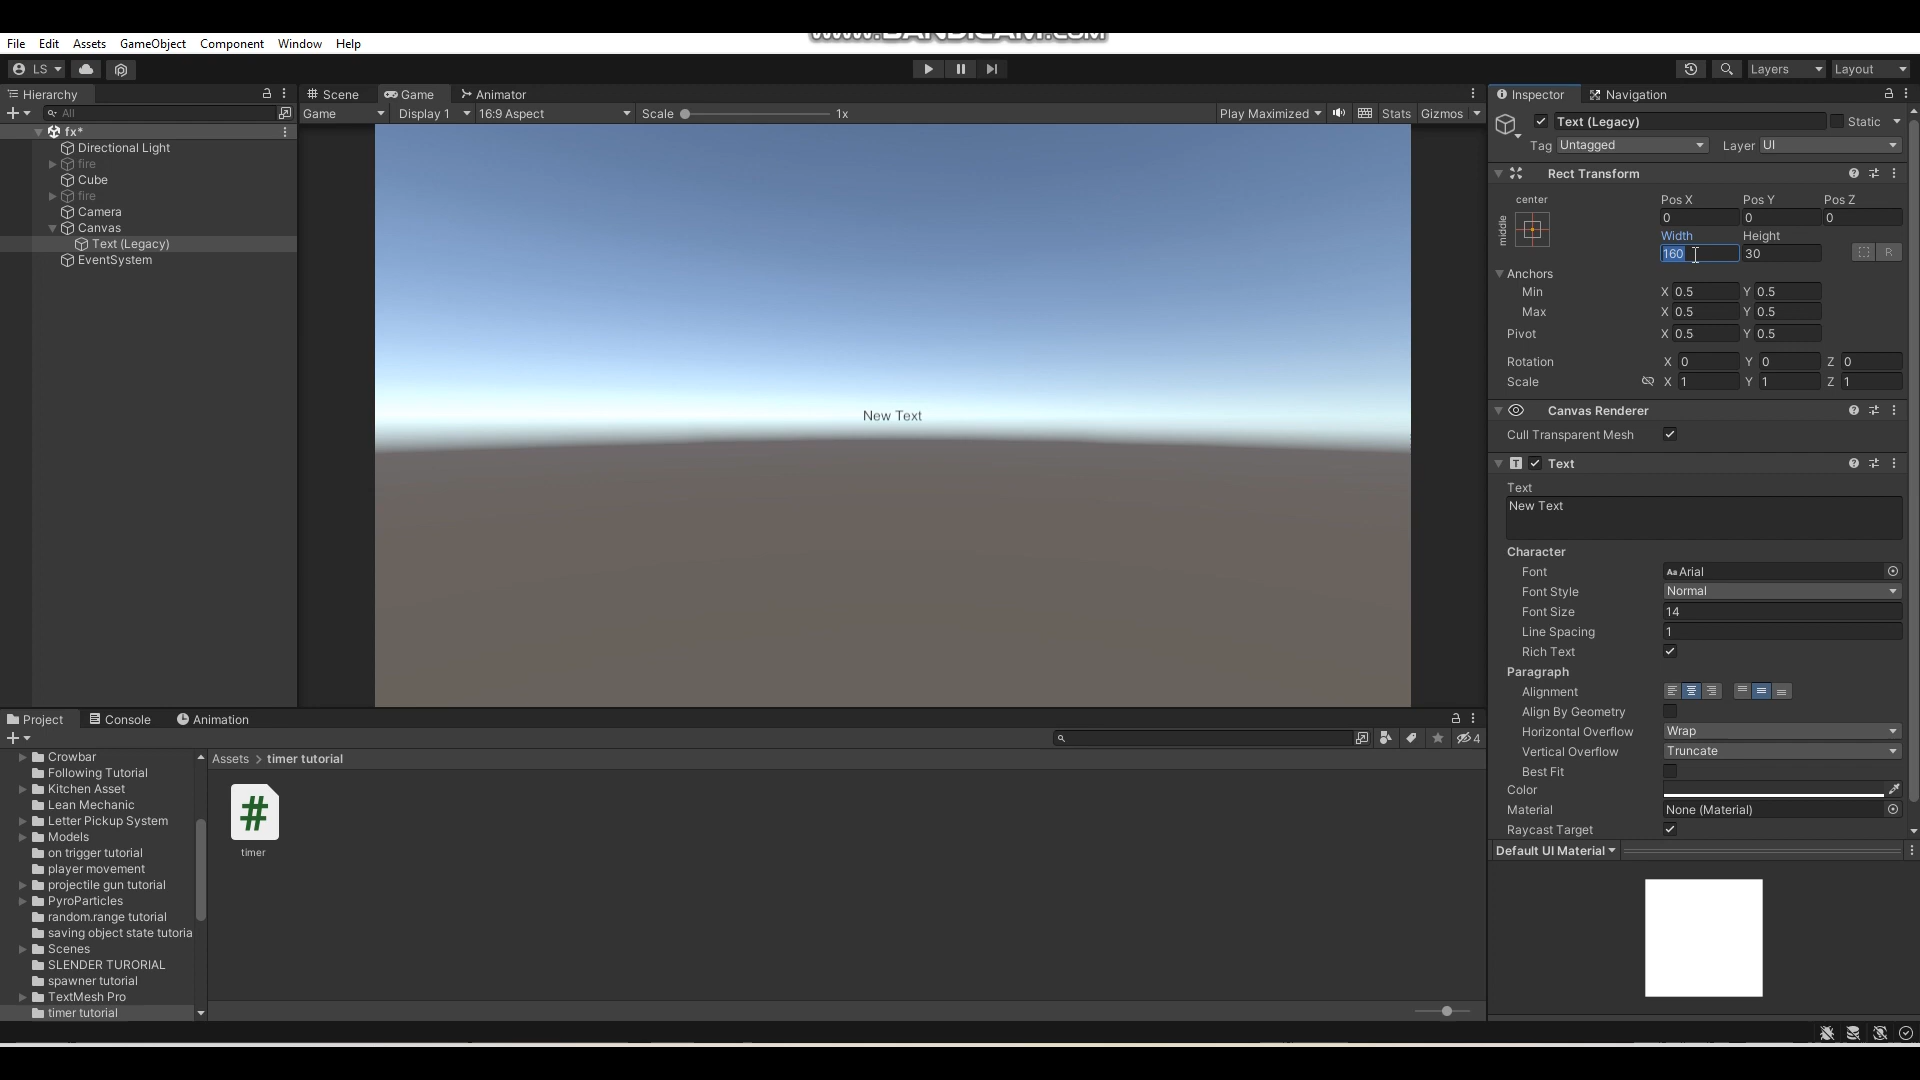 www.BANDICAM.com
File Edit Assets GameObject Component Window Help
LS Layers Layout
Hierarchy Scene Game Animator Inspector Navigation
All Game Display 1 16:9 Aspect Scale 1x Play Maximized Stats Gizmos
fx*
Directional Light
fire
Cube
fire
Camera
Canvas
Text (Legacy)
EventSystem
New Text
Text (Legacy) Static
Tag Untagged Layer UI
Rect Transform
center
middle
Pos X Pos Y Pos Z
0 0 0
Width Height
160 30 R
Anchors
Min X 0.5 Y 0.5
Max X 0.5 Y 0.5
Pivot X 0.5 Y 0.5
Rotation X 0 Y 0 Z 0
Scale X 1 Y 1 Z 1
Canvas Renderer
Cull Transparent Mesh
Text
Text
New Text
Character
Font Aa Arial
Font Style Normal
Font Size 14
Line Spacing 1
Rich Text
Paragraph
Alignment
Align By Geometry
Horizontal Overflow Wrap
Vertical Overflow Truncate
Best Fit
Color
Material None (Material)
Raycast Target
Default UI Material
Project Console Animation
4
Crowbar
Following Tutorial
Kitchen Asset
Lean Mechanic
Letter Pickup System
Models
on trigger tutorial
player movement
projectile gun tutorial
PyroParticles
random.range tutorial
saving object state tutoria
Scenes
SLENDER TURORIAL
spawner tutorial
TextMesh Pro
timer tutorial
Assets > timer tutorial
#
timer